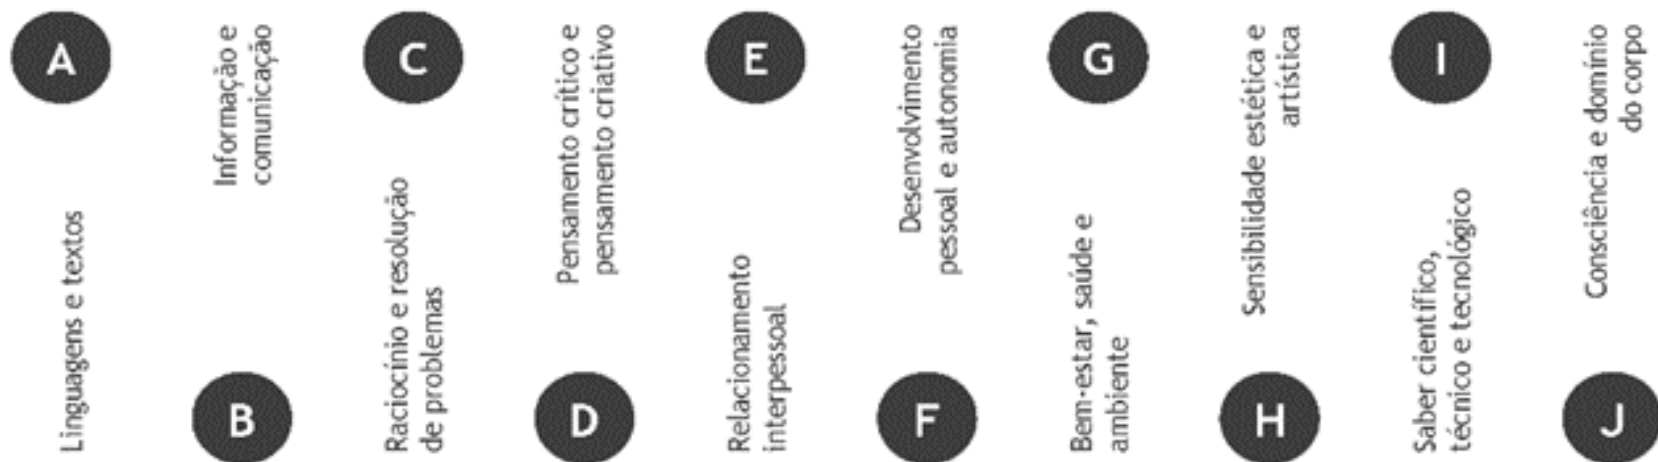 A
Linguagens e textos
B
Informação e
comunicação
C
Raciocínio e resolução
de problemas
D
Pensamento crítico e
pensamento criativo
E
Relacionamento
interpessoal
F
Desenvolvimento
pessoal e autonomia
G
Bem-estar, saúde e
ambiente
H
Sensibilidade estética e
artística
I
Saber científico,
técnico e tecnológico
J
Consciência e domínio
do corpo